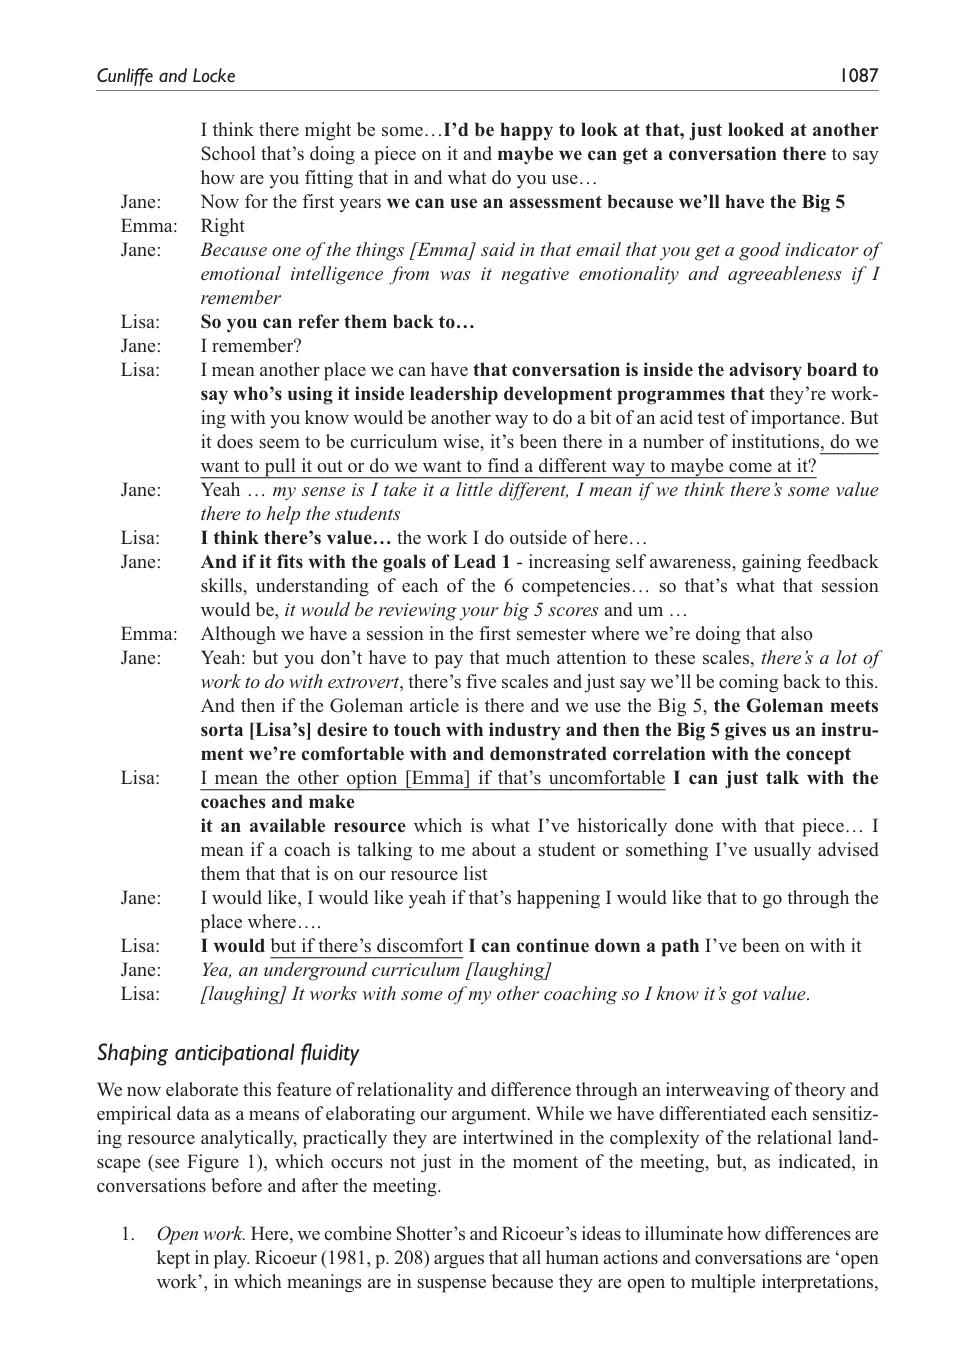 Cunliffe and Locke 1087
I think there might be some…I’d be happy to look at that, just looked at another
School that’s doing a piece on it and maybe we can get a conversation there to say
how are you fitting that in and what do you use…
Jane: Now for the first years we can use an assessment because we’ll have the Big 5
Emma: Right
Jane: Because one of the things [Emma] said in that email that you get a good indicator of
emotional intelligence from was it negative emotionality and agreeableness if I
remember
Lisa: So you can refer them back to…
Jane: I remember?
Lisa: I mean another place we can have that conversation is inside the advisory board to
say who’s using it inside leadership development programmes that they’re work-
ing with you know would be another way to do a bit of an acid test of importance. But
it does seem to be curriculum wise, it’s been there in a number of institutions, do we
want to pull it out or do we want to find a different way to maybe come at it?
Jane: Yeah … my sense is I take it a little different, I mean if we think there’s some value
there to help the students
Lisa: I think there’s value… the work I do outside of here…
Jane: And if it fits with the goals of Lead 1 - increasing self awareness, gaining feedback
skills, understanding of each of the 6 competencies… so that’s what that session
would be, it would be reviewing your big 5 scores and um …
Emma: Although we have a session in the first semester where we’re doing that also
Jane: Yeah: but you don’t have to pay that much attention to these scales, there’s a lot of
work to do with extrovert, there’s five scales and just say we’ll be coming back to this.
And then if the Goleman article is there and we use the Big 5, the Goleman meets
sorta [Lisa’s] desire to touch with industry and then the Big 5 gives us an instru-
ment we’re comfortable with and demonstrated correlation with the concept
Lisa: I mean the other option [Emma] if that’s uncomfortable I can just talk with the
coaches and make
it an available resource which is what I’ve historically done with that piece… I
mean if a coach is talking to me about a student or something I’ve usually advised
them that that is on our resource list
Jane: I would like, I would like yeah if that’s happening I would like that to go through the
place where….
Lisa: I would but if there’s discomfort I can continue down a path I’ve been on with it
Jane: Yea, an underground curriculum [laughing]
Lisa: [laughing] It works with some of my other coaching so I know it’s got value.
Shaping anticipational fluidity
We now elaborate this feature of relationality and difference through an interweaving of theory and
empirical data as a means of elaborating our argument. While we have differentiated each sensitiz-
ing resource analytically, practically they are intertwined in the complexity of the relational land-
scape (see Figure 1), which occurs not just in the moment of the meeting, but, as indicated, in
conversations before and after the meeting.
1. Open work. Here, we combine Shotter’s and Ricoeur’s ideas to illuminate how differences are
kept in play. Ricoeur (1981, p. 208) argues that all human actions and conversations are ‘open
work’, in which meanings are in suspense because they are open to multiple interpretations,